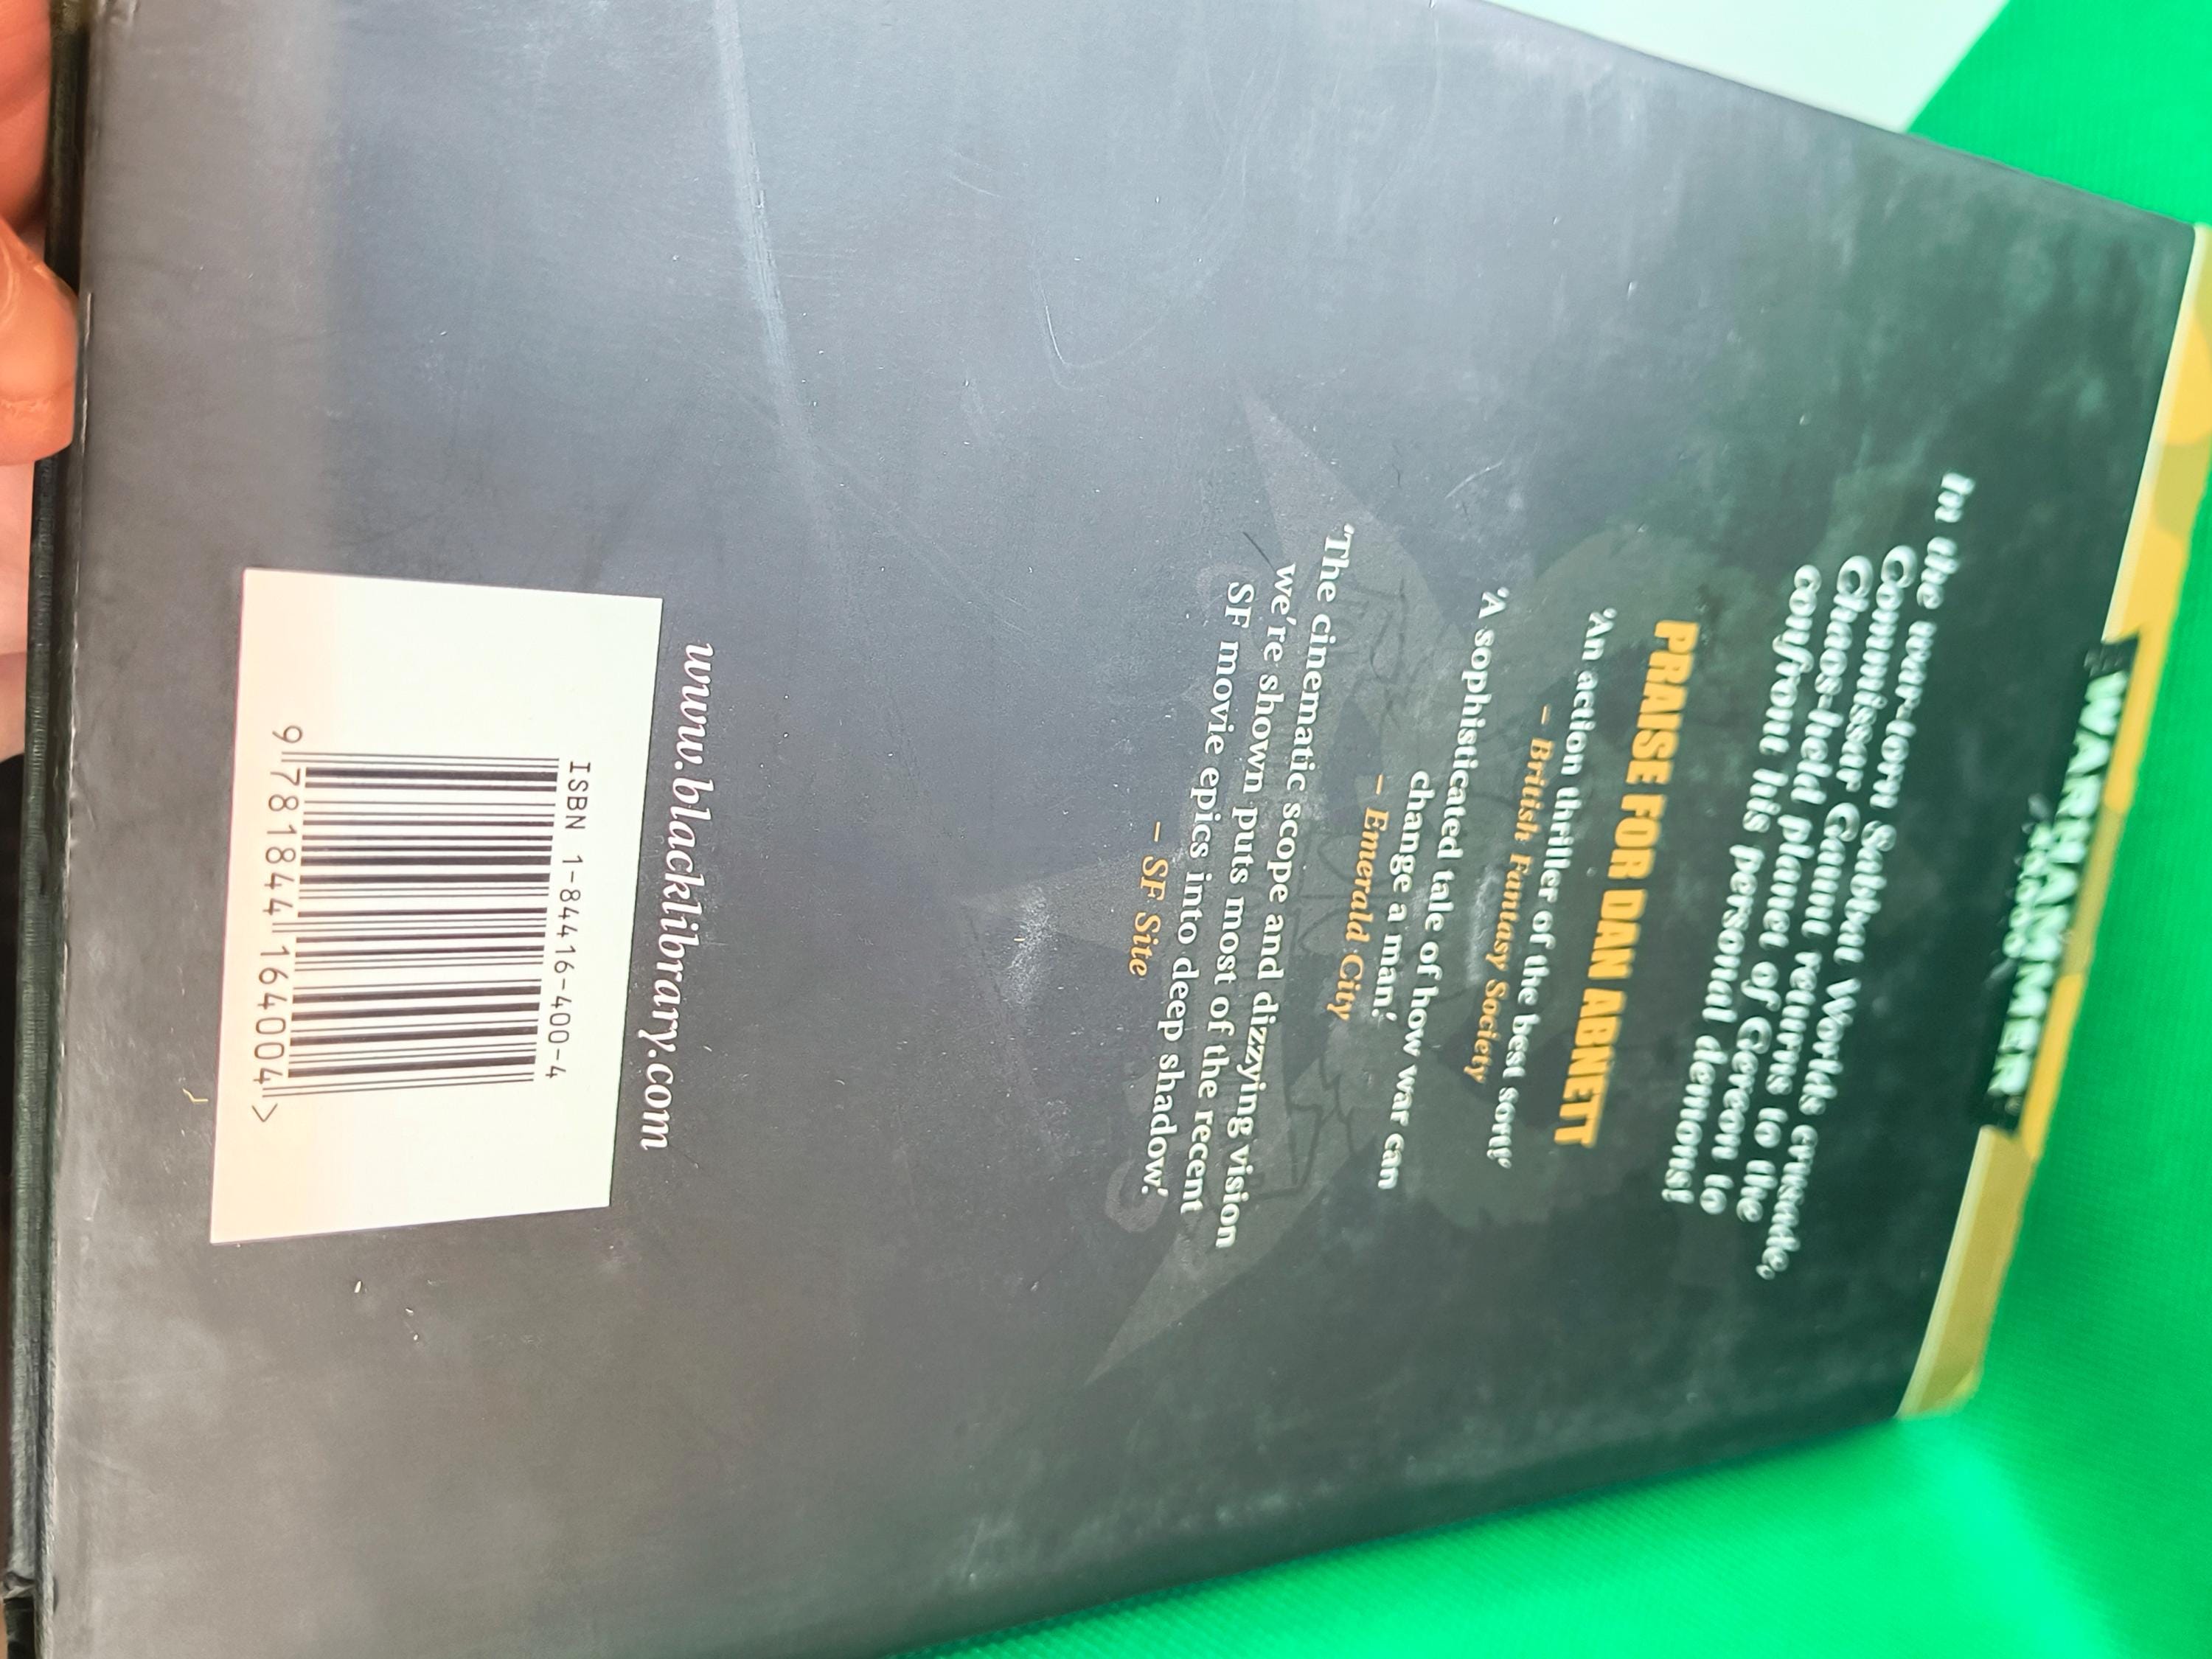 WARHAMMER
40,000
In the war-torn Sabbat Worlds crusade,
Commissar Gaunt returns to the
Chaos-held planet of Gereon to
confront his personal demons!
PRAISE FOR DAN ABNETT
'An action thriller of the best sort!'
– British Fantasy Society
'A sophisticated tale of how war can
change a man.'
– Emerald City
'The cinematic scope and dizzying vision
we're shown puts most of the recent
SF movie epics into deep shadow.'
– SF Site
www.blacklibrary.com
ISBN 1-84416-400-4
9 781844 164004 >